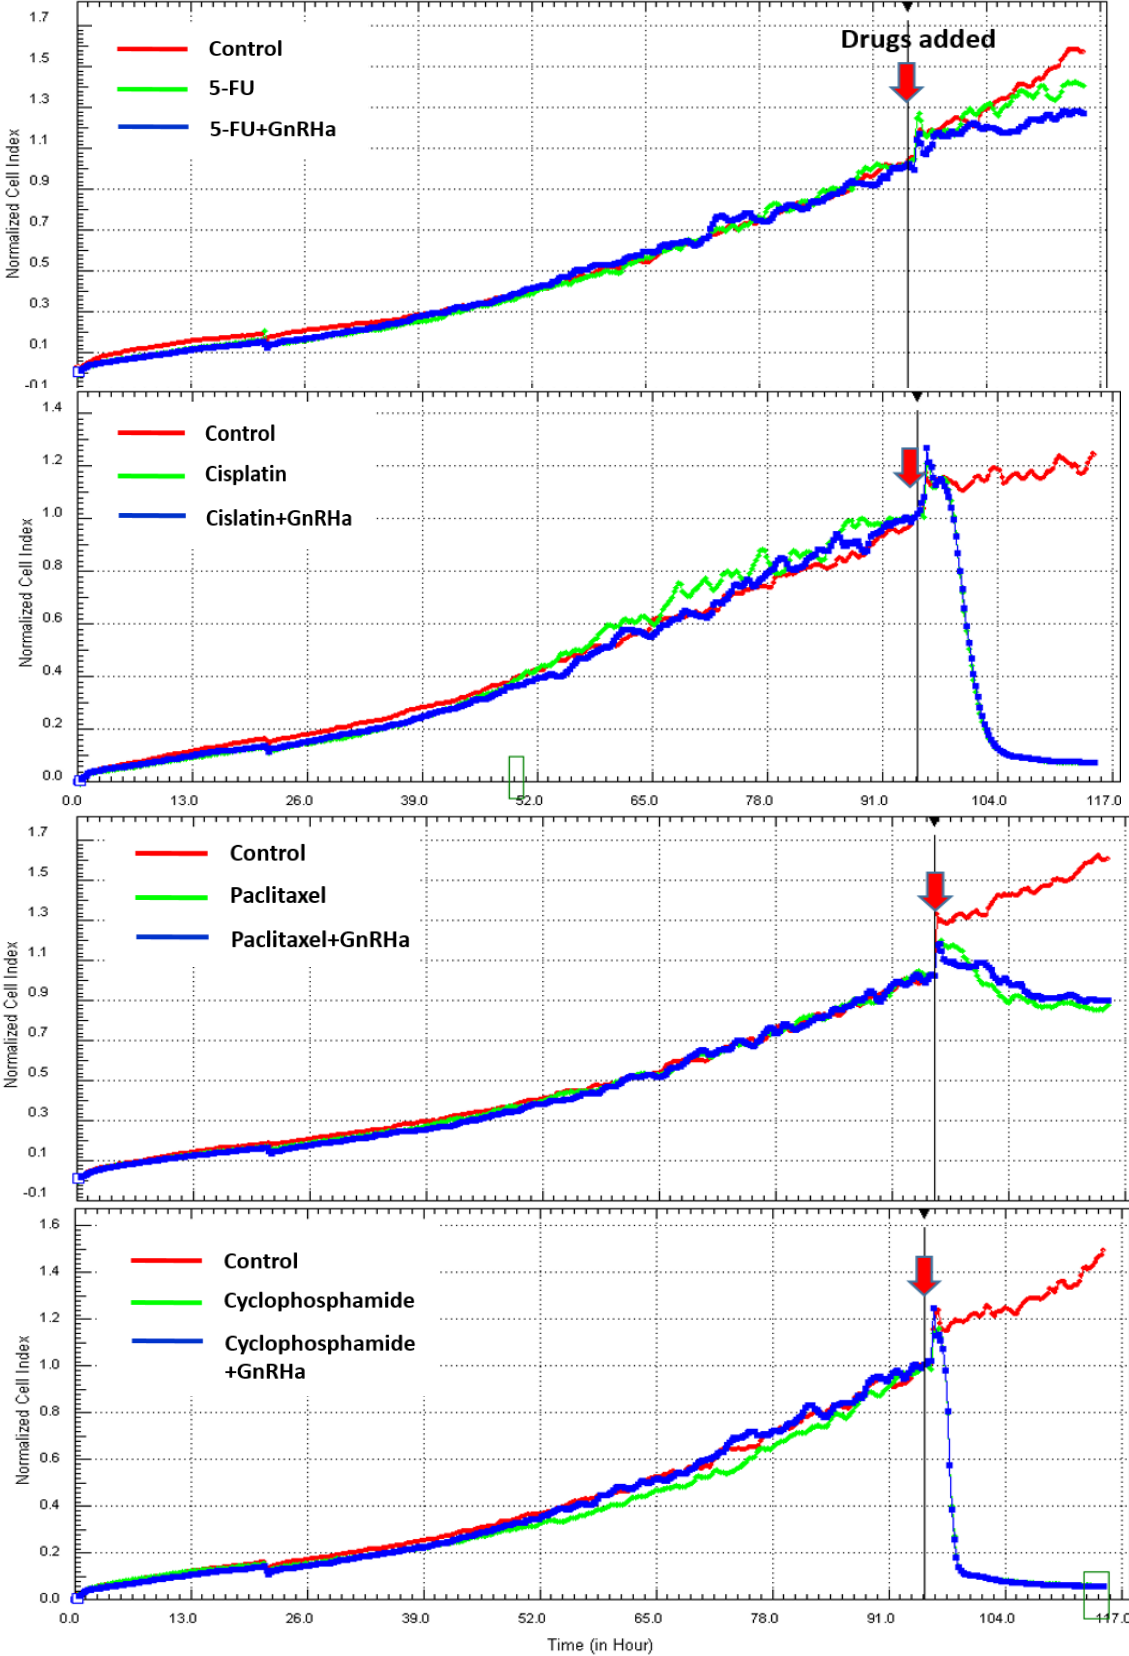 1.7
Drugs added
Control
1.5
5-FU
1.3
5-FU+GnRHa
1.1
Normalized Cell Index
0.9
0.7
0.5
0.3
0.1
-0.1
1.4
Control
1.2
Cisplatin
Cislatin+GnRHa
1.0
Normalized Cell Index
0.8
0.6
0.4
0.2
0.0
0.0 13.0 26.0 39.0 52.0 65.0 78.0 91.0 104.0 117.0
1.7
Control
1.5
Paclitaxel
1.3
Paclitaxel+GnRHa
1.1
Normalized Cell Index
0.9
0.7
0.5
0.3
0.1
-0.1
1.6
Control
1.4
Cyclophosphamide
1.2
Cyclophosphamide
+GnRHa
1.0
Normalized Cell Index
0.8
0.6
0.4
0.2
0.0
0.0 13.0 26.0 39.0 52.0 65.0 78.0 91.0 104.0 117.0
Time (in Hour)